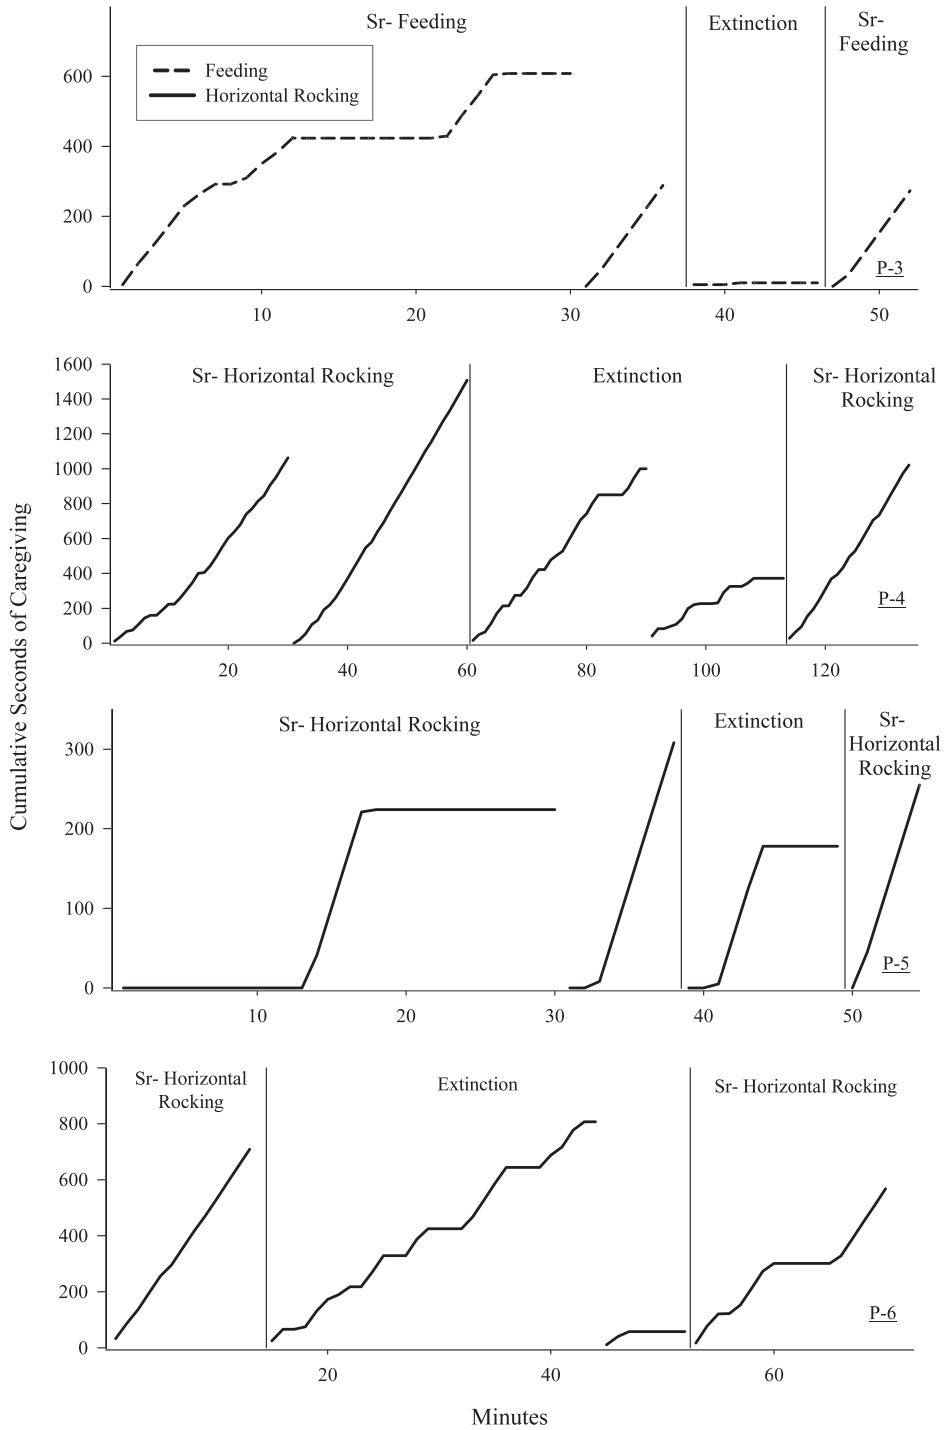 Sr- Feeding
Extinction
Sr-
Feeding
Feeding
Horizontal Rocking
600
400
200
0
P-3
10
20
30
40
50
1600
1400
1200
1000
800
600
400
200
0
Sr- Horizontal Rocking
Extinction
Sr- Horizontal
Rocking
P-4
20
40
60
80
100
120
Cumulative Seconds of Caregiving
300
200
100
0
Sr- Horizontal Rocking
Extinction
Sr-
Horizontal
Rocking
P-5
10
20
30
40
50
1000
800
600
400
200
0
Sr- Horizontal
Rocking
Extinction
Sr- Horizontal Rocking
P-6
20
40
60
Minutes